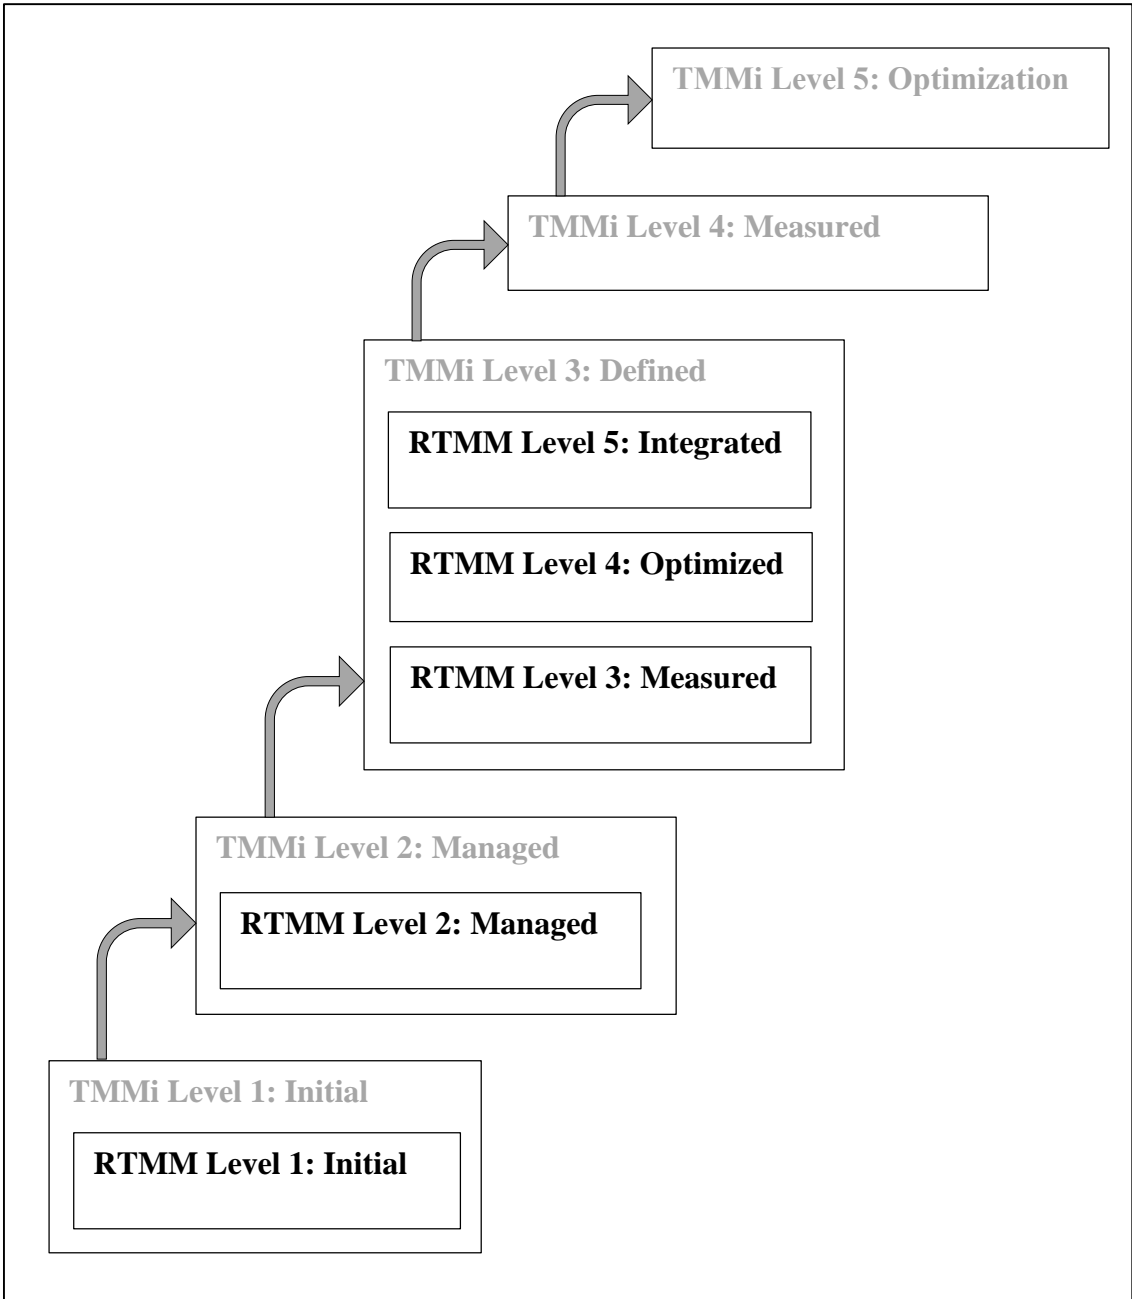 TMMi Level 5: Optimization
TMMi Level 4: Measured
TMMi Level 3: Defined
RTMM Level 5: Integrated
RTMM Level 4: Optimized
RTMM Level 3: Measured
TMMi Level 2: Managed
RTMM Level 2: Managed
TMMi Level 1: Initial
RTMM Level 1: Initial